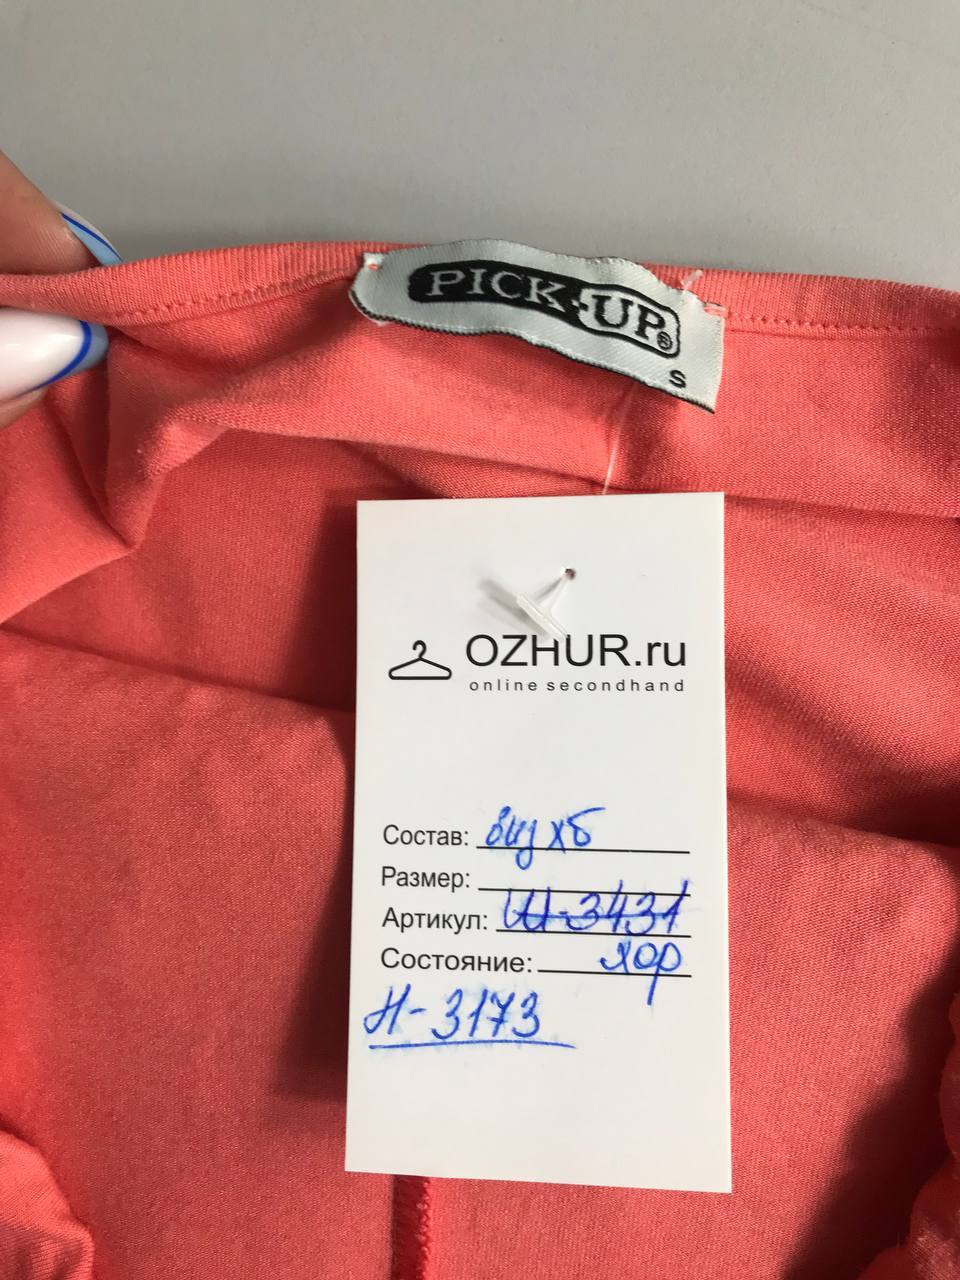 PICK-UP®
S
OZHUR.ru
online secondhand
Состав: виз хб
Размер:
Артикул: Ш-3431
Состояние: хор
Н-3173